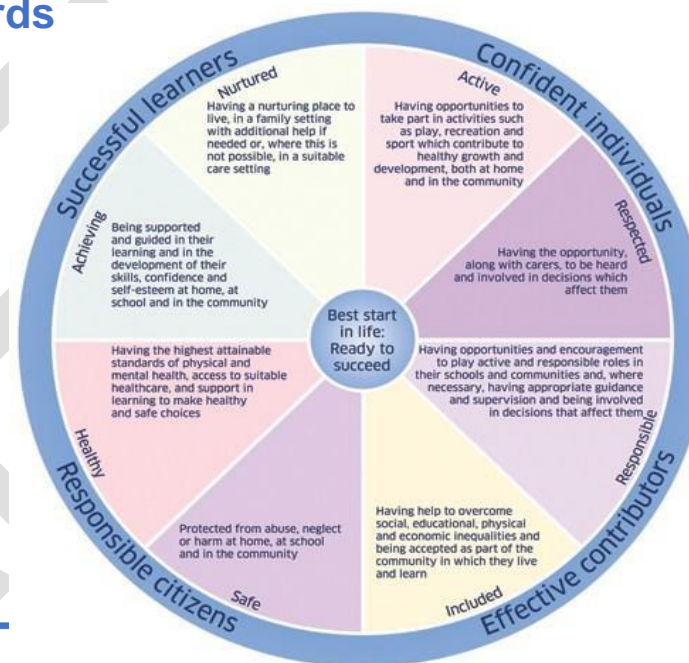 rds
Successful learners
Confident individuals
Nurtured
Having a nurturing place to
live, in a family setting
with additional help if
needed or, where this is
not possible, in a suitable
care setting
Active
Having opportunities to
take part in activities such
as play, recreation and
sport which contribute to
healthy growth and
development, both at home
and in the community
Achieving
Being supported
and guided in their
learning and in the
development of their
skills, confidence and
self-esteem at home, at
school and in the community
Respected
Having the opportunity,
along with carers, to be heard
and involved in decisions which
affect them
Best start
in life:
Ready to
succeed
Healthy
Having the highest attainable
standards of physical and
mental health, access to suitable
healthcare, and support in
learning to make healthy
and safe choices
Responsible
Having opportunities and encouragement
to play active and responsible roles in
their schools and communities and, where
necessary, having appropriate guidance
and supervision and being involved
in decisions that affect them
Safe
Protected from abuse, neglect
or harm at home, at school
and in the community
Included
Having help to overcome
social, educational, physical
and economic inequalities and
being accepted as part of the
community in which they live
and learn
Responsible citizens
Effective contributors